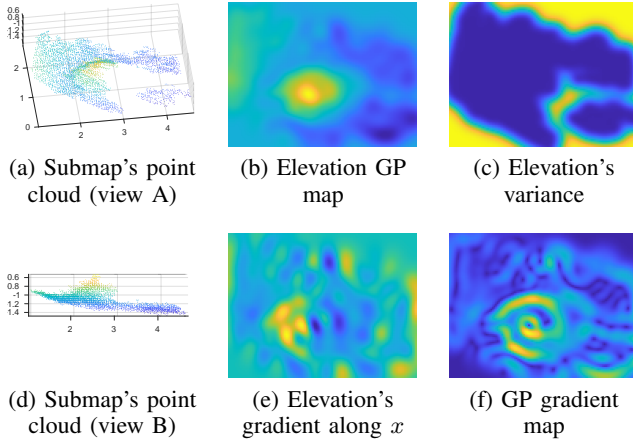 0.6
0.8
-1
-1.2
-1.4
2
1
0
2
3
4
(a) Submap's point
cloud (view A)
(b) Elevation GP
map
(c) Elevation's
variance
0.6
0.8
-1
1.2
1.4
2
3
4
(d) Submap's point
cloud (view B)
(e) Elevation's
gradient along x
(f) GP gradient
map